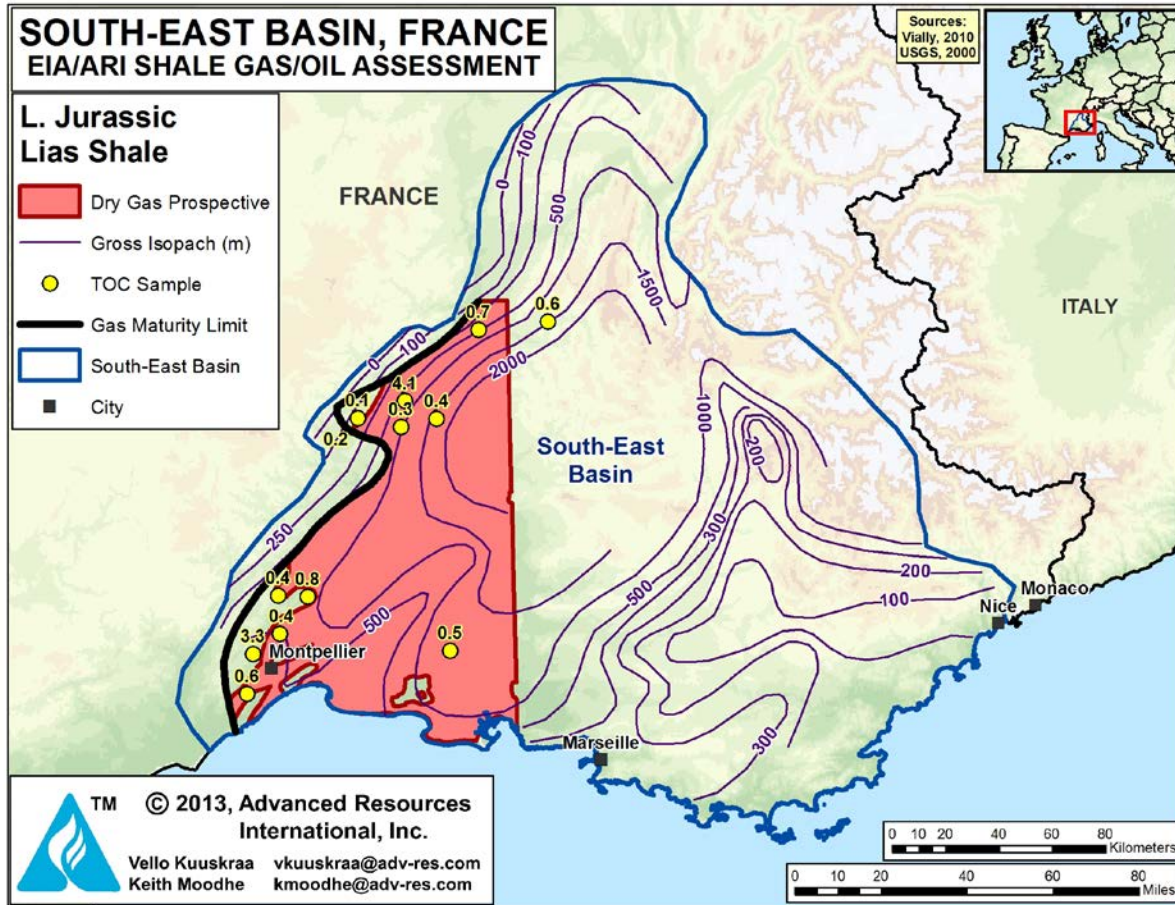 SOUTH-EAST BASIN, FRANCE
EIA/ARI SHALE GAS/OIL ASSESSMENT
Sources:
Vially, 2010
USGS, 2000
L. Jurassic
Lias Shale
Dry Gas Prospective
Gross Isopach (m)
TOC Sample
Gas Maturity Limit
South-East Basin
City
FRANCE
ITALY
100
0
500
1500
0.7
0.6
2000
0
100
4.1
0.1
0.3
0.4
0.2
1000
200
South-East
Basin
250
300
500
200
100
0.4
0.8
0.4
500
3.3
0.5
0.6
Montpellier
Monaco
Nice
Marseille
300
TM
© 2013, Advanced Resources
International, Inc.
Vello Kuuskraa vkuuskraa@adv-res.com
Keith Moodhe kmoodhe@adv-res.com
0 10 20 40 60 80
Kilometers
0 10 20 40 60 80
Miles